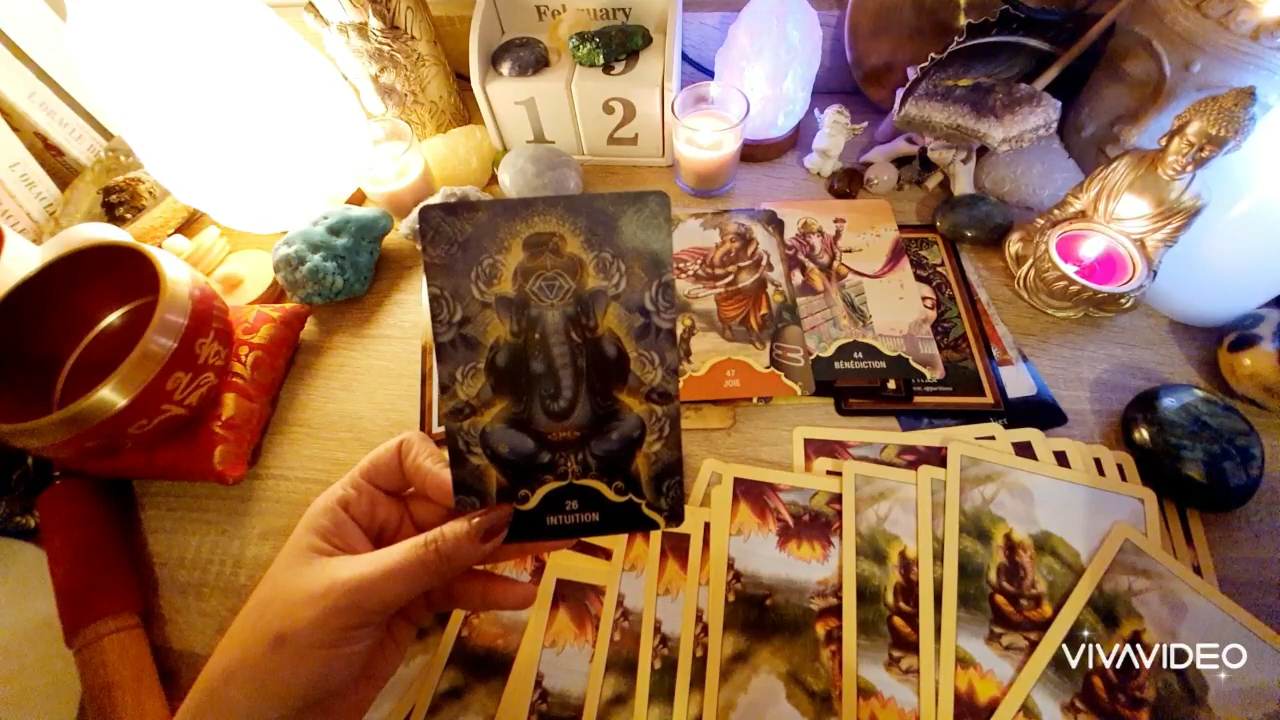 February
1 2
L'ORACLE
26
INTUITION
47
JOIE
44
BÉNÉDICTION
VIVAVIDEO